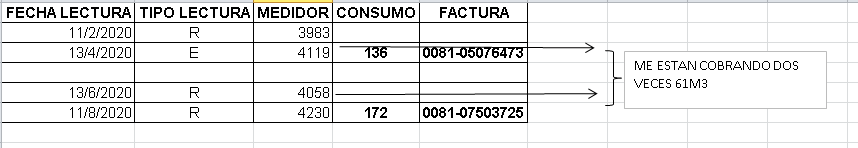 FECHA LECTURA TIPO LECTURA MEDIDOR CONSUMO FACTURA
11/2/2020 R 3983
13/4/2020 E 4119 136 0081-05076473
13/6/2020 R 4058
11/8/2020 R 4230 172 0081-07503725
ME ESTAN COBRANDO DOS
VECES 61M3